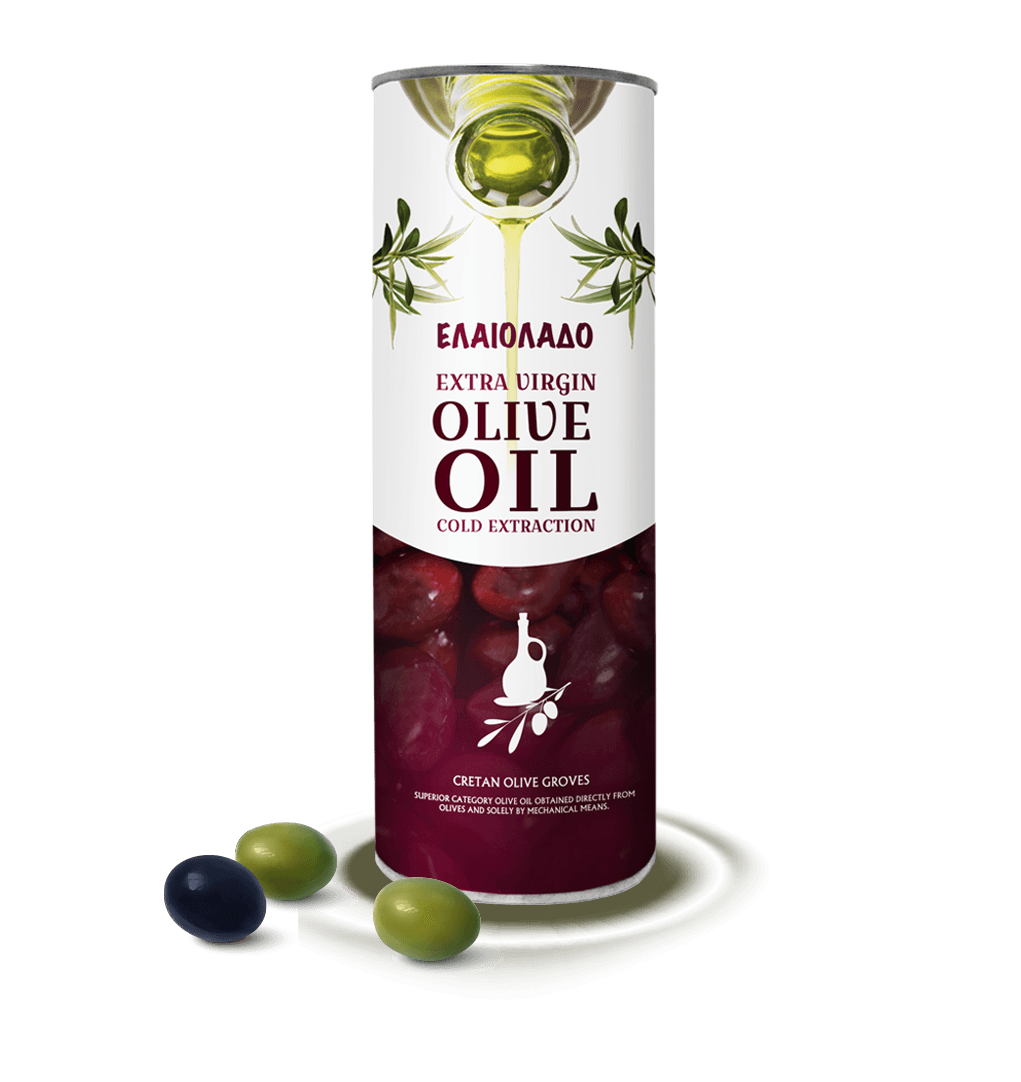 ΕΛΑΙΟΛΑΔΟ
EXTRA VIRGIN
OLIVE
OIL
COLD EXTRACTION
CRETAN OLIVE GROVES
SUPERIOR CATEGORY OLIVE OIL OBTAINED DIRECTLY FROM
OLIVES AND SOLELY BY MECHANICAL MEANS.